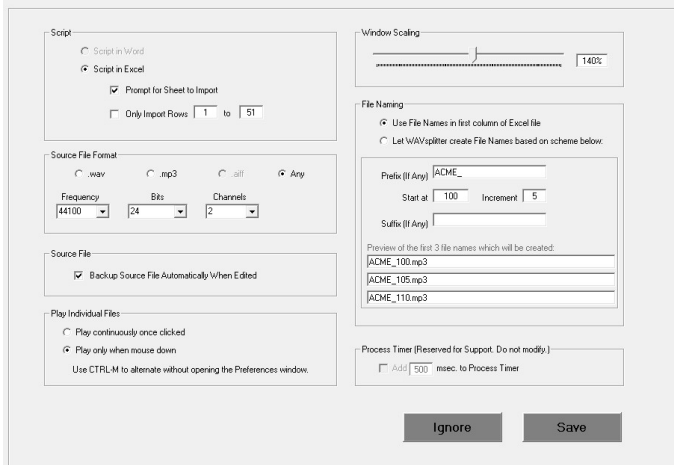 Script
Script in Word
Script in Excel
Prompt for Sheet to Import
Only Import Rows 1 to 51
Source File Format
.wav .mp3 .aiff Any
Frequency Bits Channels
44100 24 2
Source File
Backup Source File Automatically When Edited
Play Individual Files
Play continuously once clicked
Play only when mouse down
Use CTRL-M to alternate without opening the Preferences window.
Window Scaling
140%
File Naming
Use File Names in first column of Excel file
Let WAVsplitter create File Names based on scheme below:
Prefix (If Any) ACME_
Start at 100 Increment 5
Suffix (If Any)
Preview of the first 3 file names which will be created:
ACME_100.mp3
ACME_105.mp3
ACME_110.mp3
Process Timer (Reserved for Support. Do not modify.)
Add 500 msec. to Process Timer
Ignore Save